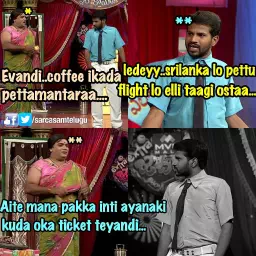 *
**
Evandi..coffee ikada
pettamantaraa....
ledeyy..srilanka lo pettu
flight lo elli taagi ostaa...
/sarcasmtelugu
**
Aite mana pakka inti ayanaki
kuda oka ticket teyandi...